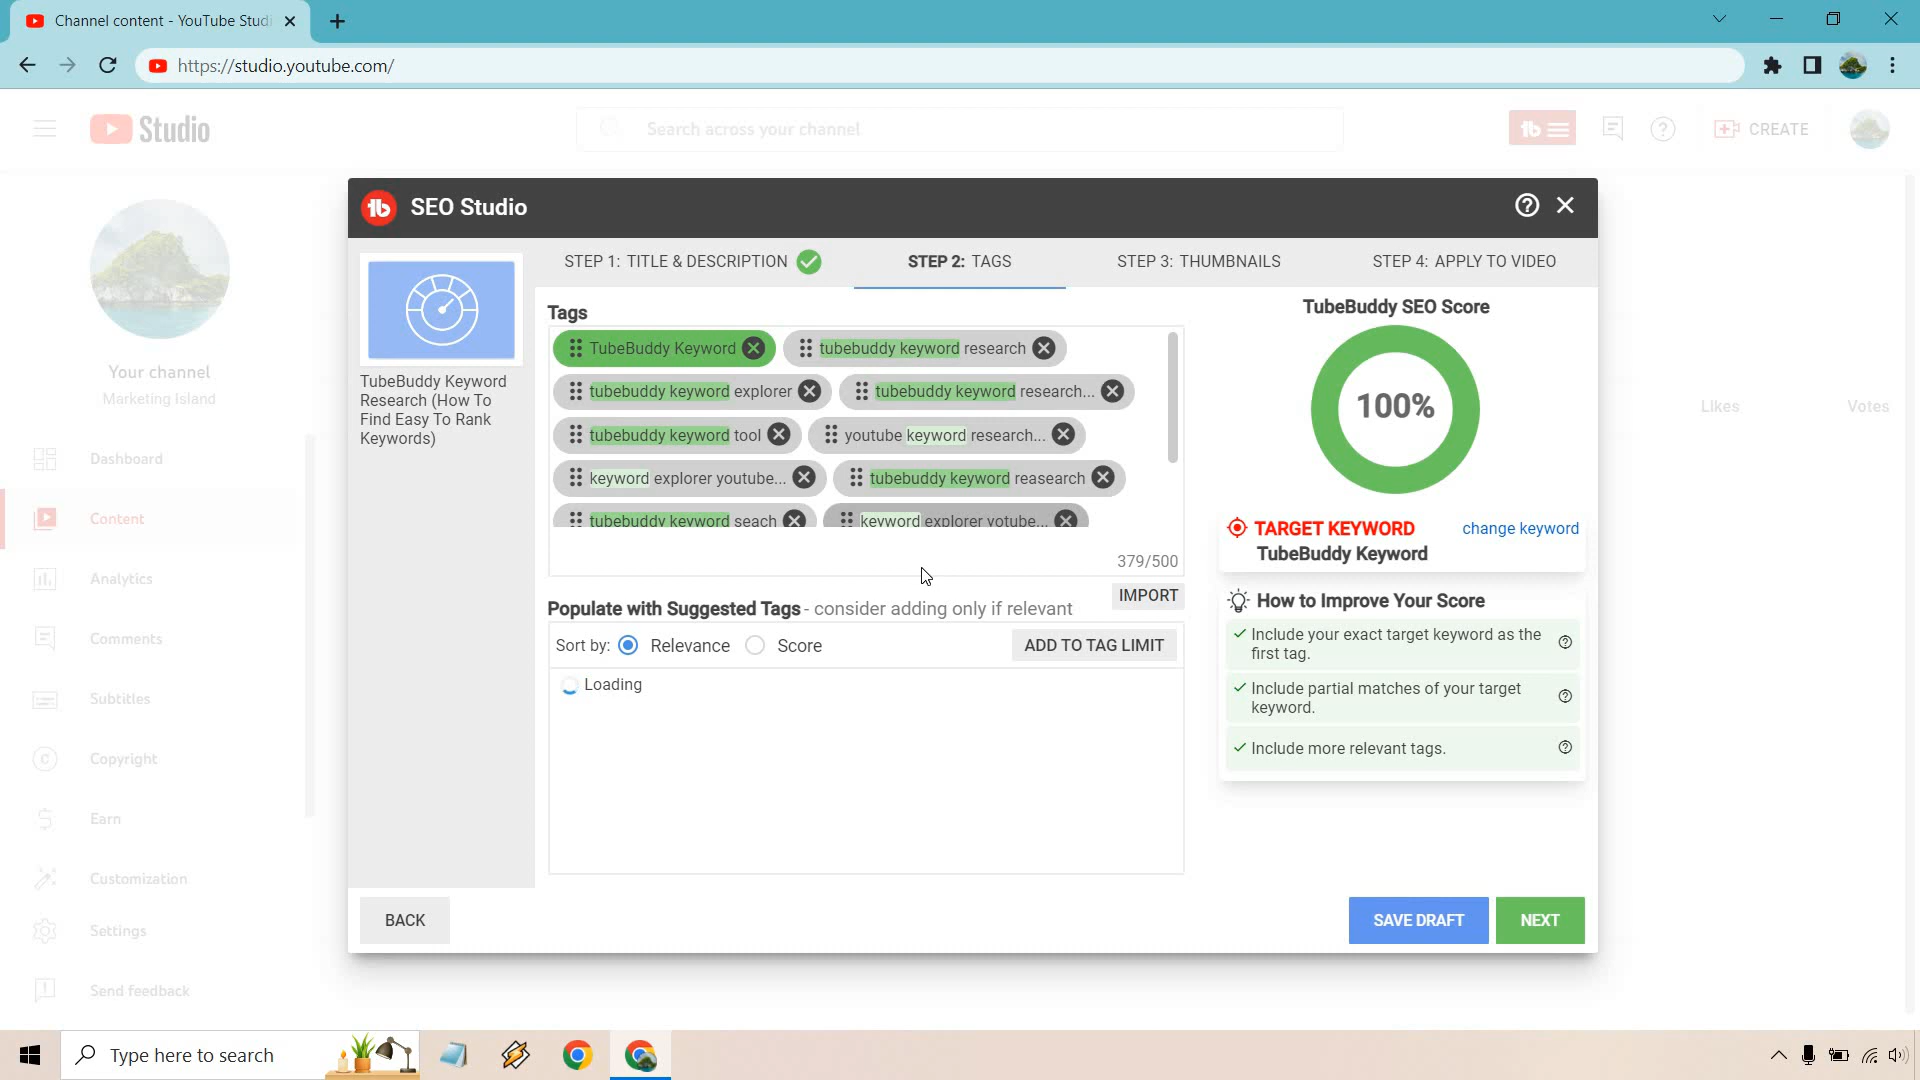 Channel content - YouTube Studi
https://studio.youtube.com/
Studio
Search across your channel
CREATE
Your channel
Marketing Island
Dashboard
Content
Analytics
Comments
Subtitles
Copyright
Earn
Customization
Settings
Send feedback
Likes
Votes
SEO Studio
STEP 1: TITLE & DESCRIPTION
STEP 2: TAGS
STEP 3: THUMBNAILS
STEP 4: APPLY TO VIDEO
TubeBuddy Keyword
Research (How To
Find Easy To Rank
Keywords)
Tags
TubeBuddy Keyword
tubebuddy keyword research
tubebuddy keyword explorer
tubebuddy keyword research...
tubebuddy keyword tool
youtube keyword research...
keyword explorer youtube...
tubebuddy keyword reasearch
tubebuddy keyword seach
keyword explorer yotube...
379/500
IMPORT
Populate with Suggested Tags - consider adding only if relevant
Sort by: Relevance Score
ADD TO TAG LIMIT
Loading
TubeBuddy SEO Score
100%
TARGET KEYWORD
change keyword
TubeBuddy Keyword
How to Improve Your Score
Include your exact target keyword as the
first tag.
Include partial matches of your target
keyword.
Include more relevant tags.
BACK
SAVE DRAFT
NEXT
Type here to search